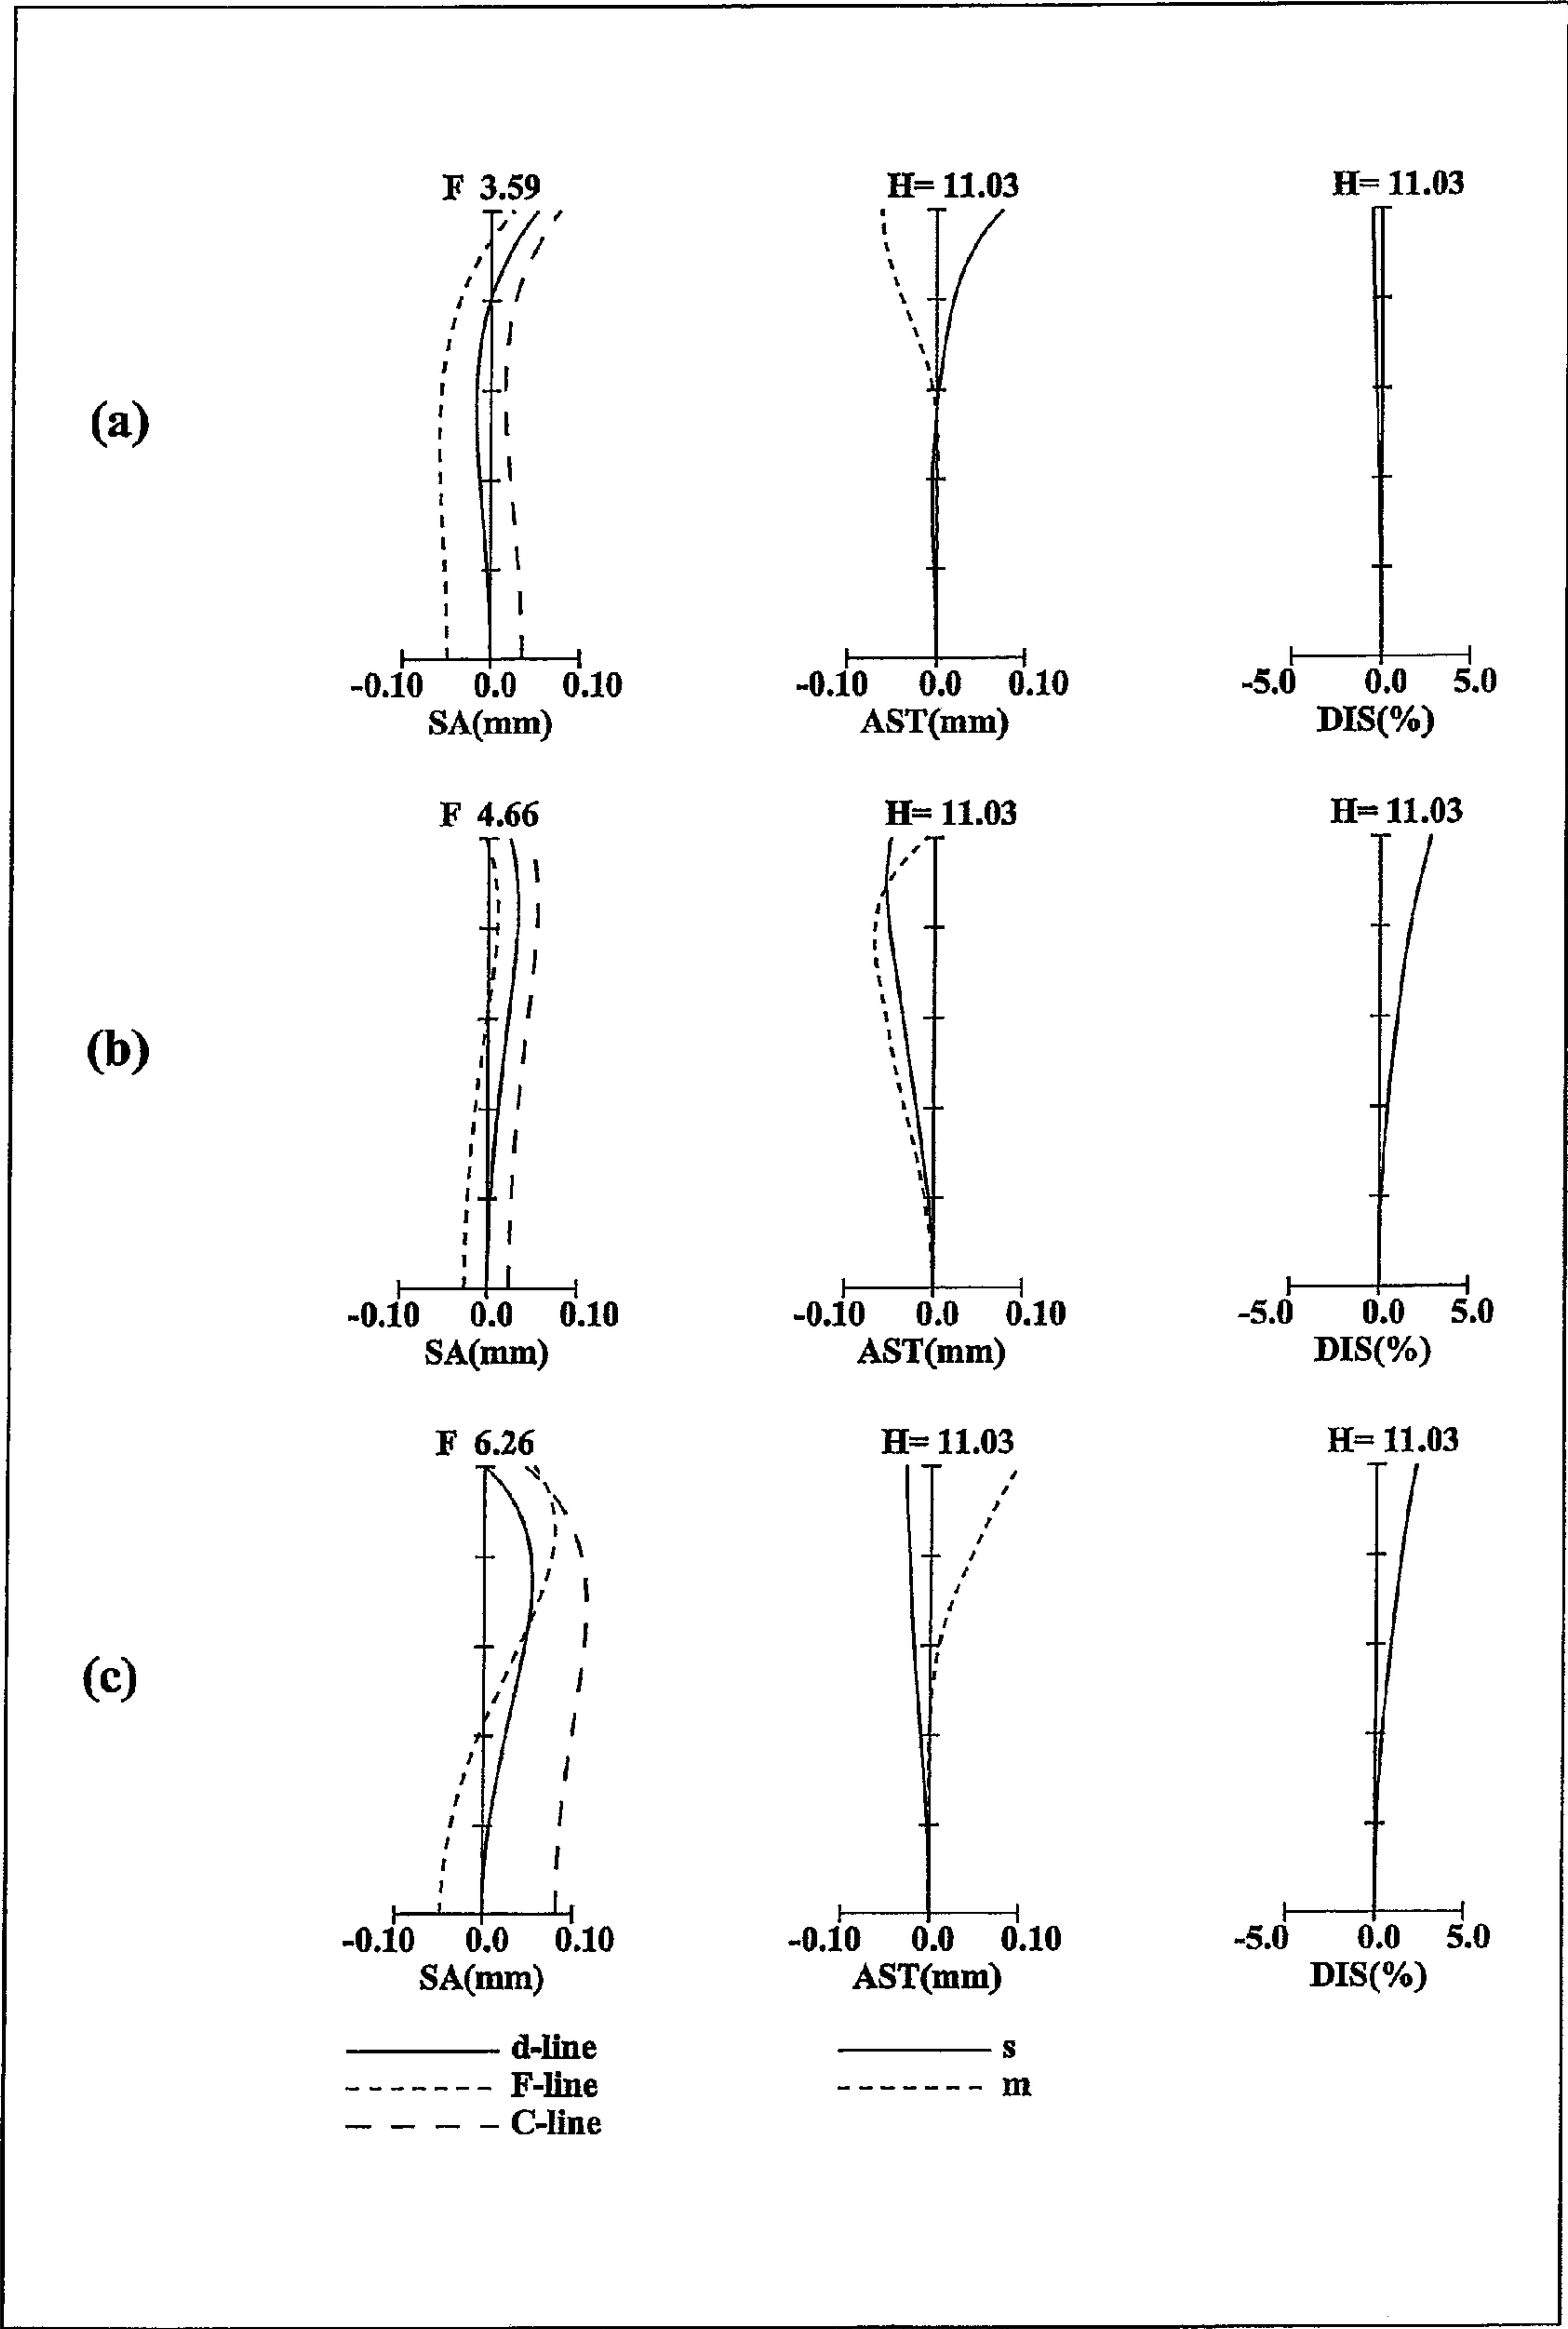 F 3.59 H= 11.03 H= 11.03
(a)
-0.10 0.0 0.10 -0.10 0.0 0.10 -5.0 0.0 5.0
SA(mm) AST(mm) DIS(%)
F 4.66 H= 11.03 H= 11.03
(b)
-0.10 0.0 0.10 -0.10 0.0 0.10 -5.0 0.0 5.0
SA(mm) AST(mm) DIS(%)
F 6.26 H= 11.03 H= 11.03
(c)
-0.10 0.0 0.10 -0.10 0.0 0.10 -5.0 0.0 5.0
SA(mm) AST(mm) DIS(%)
d-line s
F-line m
C-line